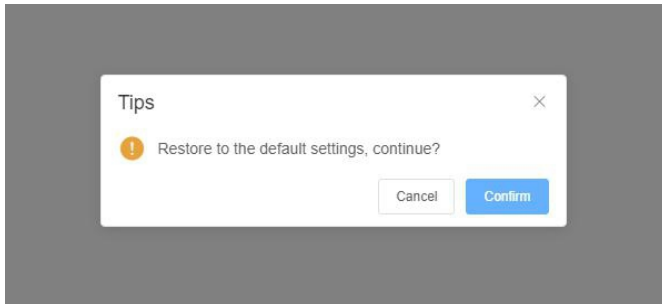 Tips
Restore to the default settings, continue?
Cancel
Confirm